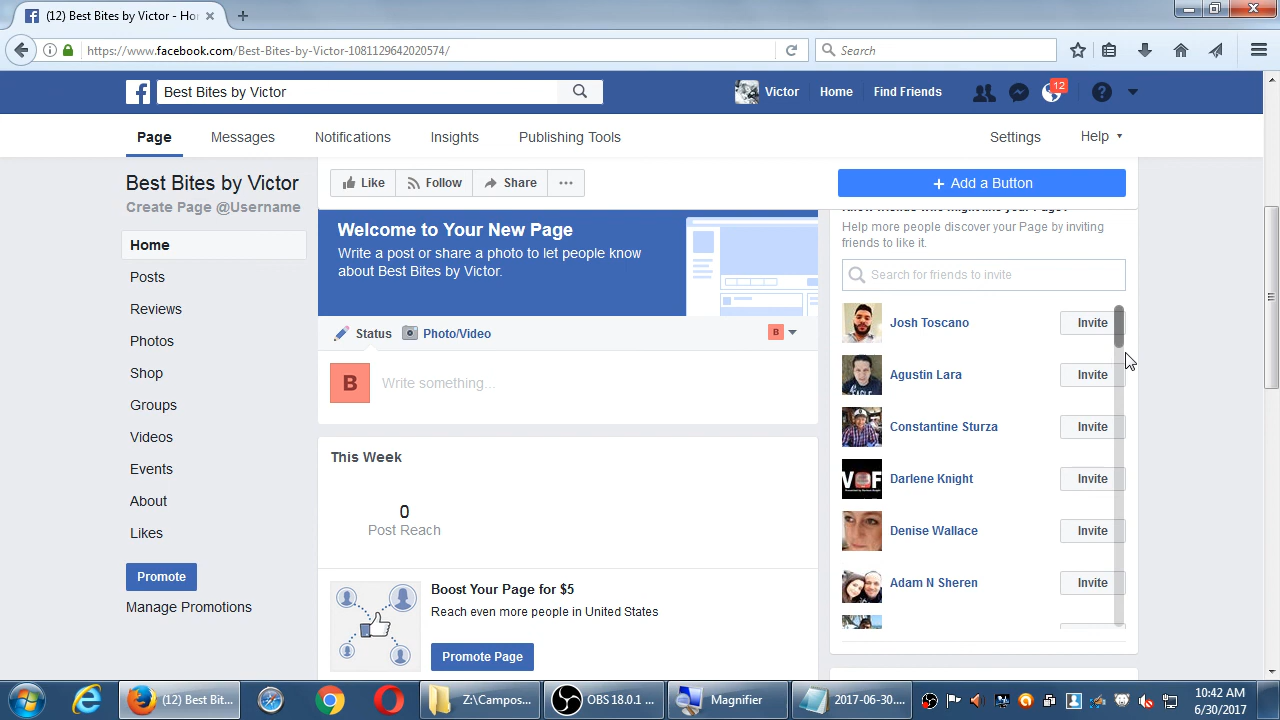 (12) Best Bites by Victor - Ho
https://www.facebook.com/Best-Bites-by-Victor-1081129642020574/
Search
Best Bites by Victor
Victor
Home
Find Friends
12
Page
Messages
Notifications
Insights
Publishing Tools
Settings
Help
Best Bites by Victor
Create Page @Username
Like
Follow
Share
+ Add a Button
Home
Posts
Reviews
Photos
Shop
Groups
Videos
Events
About
Likes
Promote
Manage Promotions
Welcome to Your New Page
Write a post or share a photo to let people know
about Best Bites by Victor.
Status
Photo/Video
B
B
Write something...
This Week
0
Post Reach
Boost Your Page for $5
Reach even more people in United States
Promote Page
Know friends who might like your Page?
Help more people discover your Page by inviting
friends to like it.
Search for friends to invite
Josh Toscano Invite
Agustin Lara Invite
Constantine Sturza Invite
Darlene Knight Invite
Denise Wallace Invite
Adam N Sheren Invite
(12) Best Bit...
Z:\Campos...
OBS 18.0.1 ...
Magnifier
2017-06-30....
10:42 AM
6/30/2017